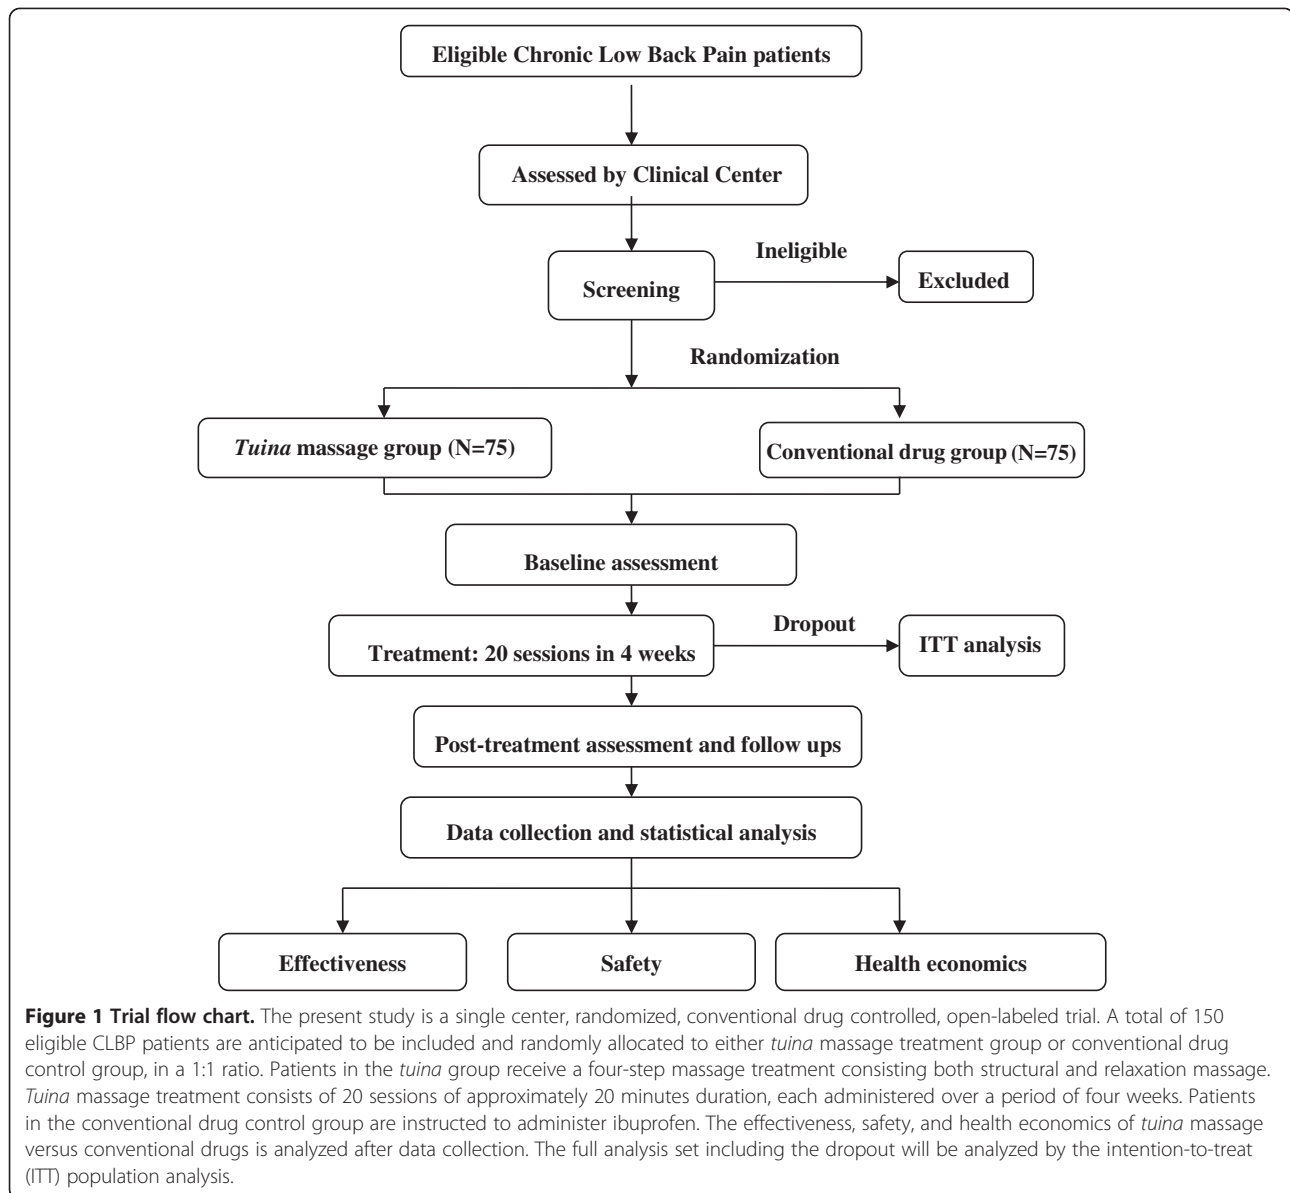 Eligible Chronic Low Back Pain patients
Assessed by Clinical Center
Ineligible
Screening
Excluded
Randomization
Tuina massage group (N=75)
Conventional drug group (N=75)
Baseline assessment
Dropout
Treatment: 20 sessions in 4 weeks
ITT analysis
Post-treatment assessment and follow ups
Data collection and statistical analysis
Effectiveness
Safety
Health economics
Figure 1 Trial flow chart. The present study is a single center, randomized, conventional drug controlled, open-labeled trial. A total of 150
eligible CLBP patients are anticipated to be included and randomly allocated to either tuina massage treatment group or conventional drug
control group, in a 1:1 ratio. Patients in the tuina group receive a four-step massage treatment consisting both structural and relaxation massage.
Tuina massage treatment consists of 20 sessions of approximately 20 minutes duration, each administered over a period of four weeks. Patients
in the conventional drug control group are instructed to administer ibuprofen. The effectiveness, safety, and health economics of tuina massage
versus conventional drugs is analyzed after data collection. The full analysis set including the dropout will be analyzed by the intention-to-treat
(ITT) population analysis.